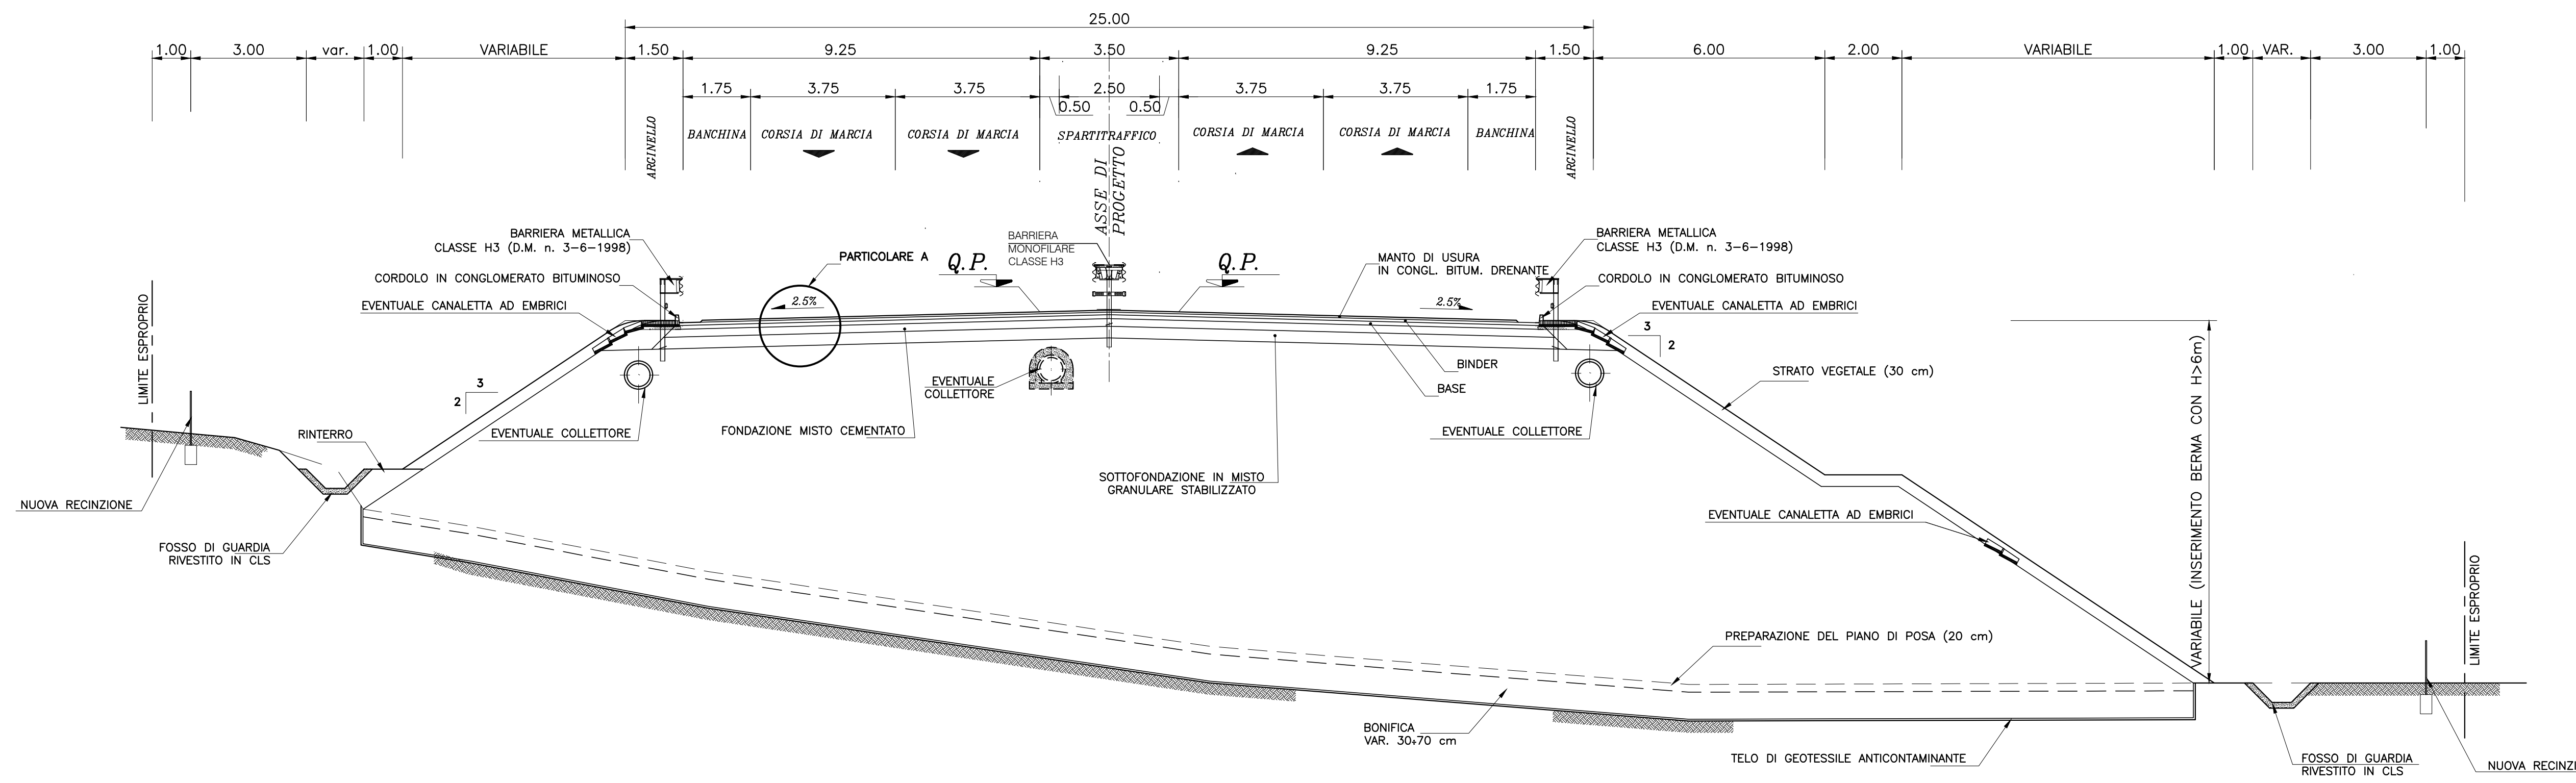 25.00
1.00 3.00 var. 1.00 VARIABILE 1.50 9.25 3.50 9.25 1.50 6.00 2.00 VARIABILE 1.00 VAR. 3.00 1.00
1.75 3.75 3.75 2.50 3.75 3.75 1.75
0.50 0.50
ARGINELLO
BANCHINA CORSIA DI MARCIA CORSIA DI MARCIA SPARTITRAFFICO CORSIA DI MARCIA CORSIA DI MARCIA BANCHINA
ARGINELLO
ASSE DI
PROGETTO
BARRIERA METALLICA
CLASSE H3 (D.M. n. 3-6-1998)
CORDOLO IN CONGLOMERATO BITUMINOSO
EVENTUALE CANALETTA AD EMBRICI
PARTICOLARE A
Q.P.
BARRIERA
MONOFILARE
CLASSE H3
Q.P.
MANTO DI USURA
IN CONGL. BITUM. DRENANTE
BARRIERA METALLICA
CLASSE H3 (D.M. n. 3-6-1998)
CORDOLO IN CONGLOMERATO BITUMINOSO
EVENTUALE CANALETTA AD EMBRICI
2.5%
2.5%
3
2
3
2
LIMITE ESPROPRIO
BINDER
BASE
STRATO VEGETALE (30 cm)
EVENTUALE
COLLETTORE
RINTERRO
EVENTUALE COLLETTORE
FONDAZIONE MISTO CEMENTATO
EVENTUALE COLLETTORE
SOTTOFONDAZIONE IN MISTO
GRANULARE STABILIZZATO
NUOVA RECINZIONE
FOSSO DI GUARDIA
RIVESTITO IN CLS
EVENTUALE CANALETTA AD EMBRICI
VARIABILE (INSERIMENTO BERMA CON H>6m)
LIMITE ESPROPRIO
PREPARAZIONE DEL PIANO DI POSA (20 cm)
BONIFICA
VAR. 30÷70 cm
TELO DI GEOTESSILE ANTICONTAMINANTE
FOSSO DI GUARDIA
RIVESTITO IN CLS
NUOVA RECINZI